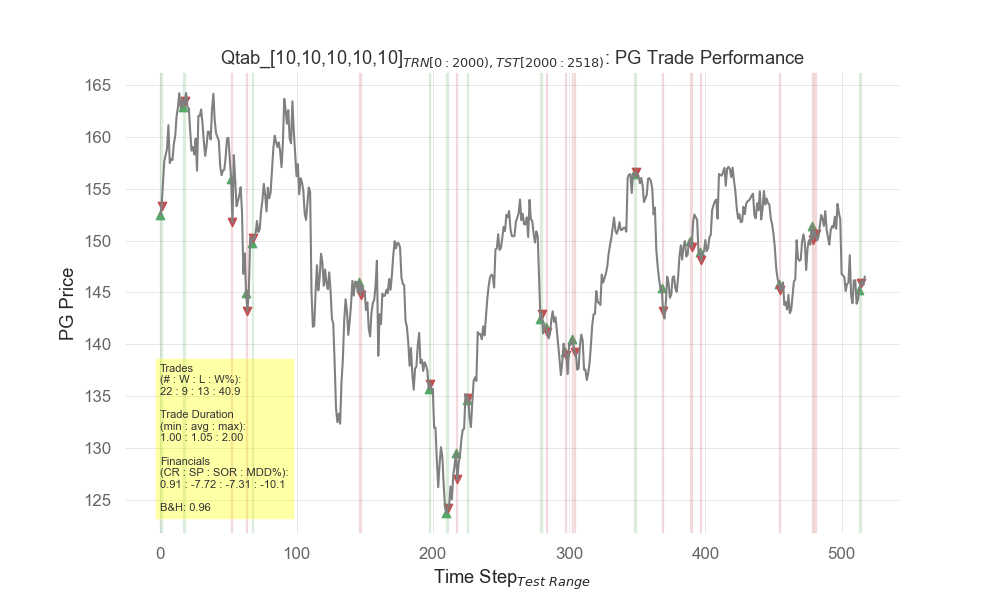 Qtab_[10,10,10,10,10]TRN[0 : 2000), TST[2000 : 2518): PG Trade Performance
165
160
155
150
145
140
135
130
125
PG Price
Trades
(# : W : L : W%):
22 : 9 : 13 : 40.9
Trade Duration
(min : avg : max):
1.00 : 1.05 : 2.00
Financials
(CR : SP : SOR : MDD%):
0.91 : -7.72 : -7.31 : -10.1
B&H: 0.96
0 100 200 300 400 500
Time StepTest Range